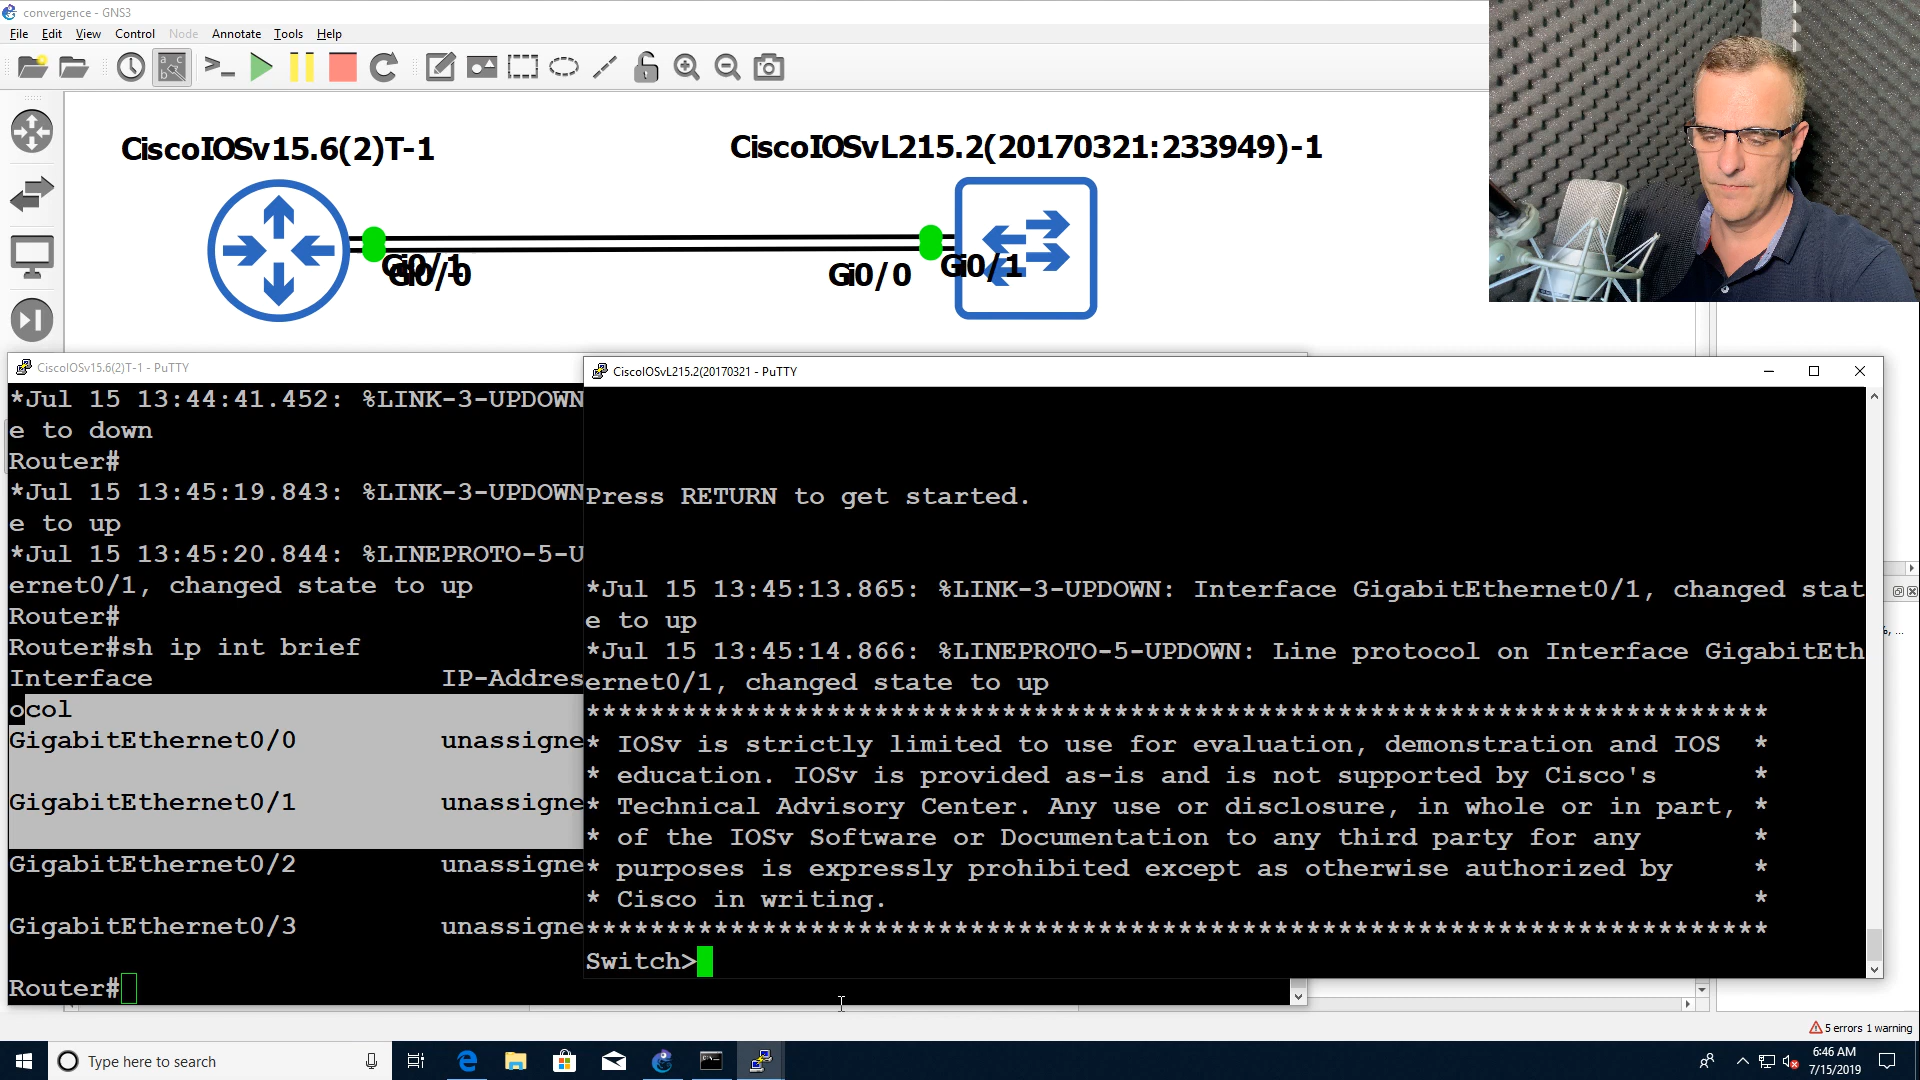 convergence - GNS3
File Edit View Control Node Annotate Tools Help
CiscoIOSv15.6(2)T-1
CiscoIOSvL215.2(20170321:233949)-1
Gi0/1
Gi0/0
Gi0/0
Gi0/1
CiscoIOSv15.6(2)T-1 - PuTTY
*Jul 15 13:44:41.452: %LINK-3-UPDOWN
e to down
Router#
*Jul 15 13:45:19.843: %LINK-3-UPDOWN
e to up
*Jul 15 13:45:20.844: %LINEPROTO-5-U
ernet0/1, changed state to up
Router#
Router#sh ip int brief
Interface IP-Addres
ocol
GigabitEthernet0/0 unassigne
GigabitEthernet0/1 unassigne
GigabitEthernet0/2 unassigne
GigabitEthernet0/3 unassigne
Router#
CiscoIOSvL215.2(20170321 - PuTTY
Press RETURN to get started.
*Jul 15 13:45:13.865: %LINK-3-UPDOWN: Interface GigabitEthernet0/1, changed stat
e to up
*Jul 15 13:45:14.866: %LINEPROTO-5-UPDOWN: Line protocol on Interface GigabitEth
ernet0/1, changed state to up
**************************************************************************
* IOSv is strictly limited to use for evaluation, demonstration and IOS *
* education. IOSv is provided as-is and is not supported by Cisco's *
* Technical Advisory Center. Any use or disclosure, in whole or in part, *
* of the IOSv Software or Documentation to any third party for any *
* purposes is expressly prohibited except as otherwise authorized by *
* Cisco in writing. *
**************************************************************************
Switch>
%, ...
5 errors 1 warning
Type here to search
6:46 AM
7/15/2019